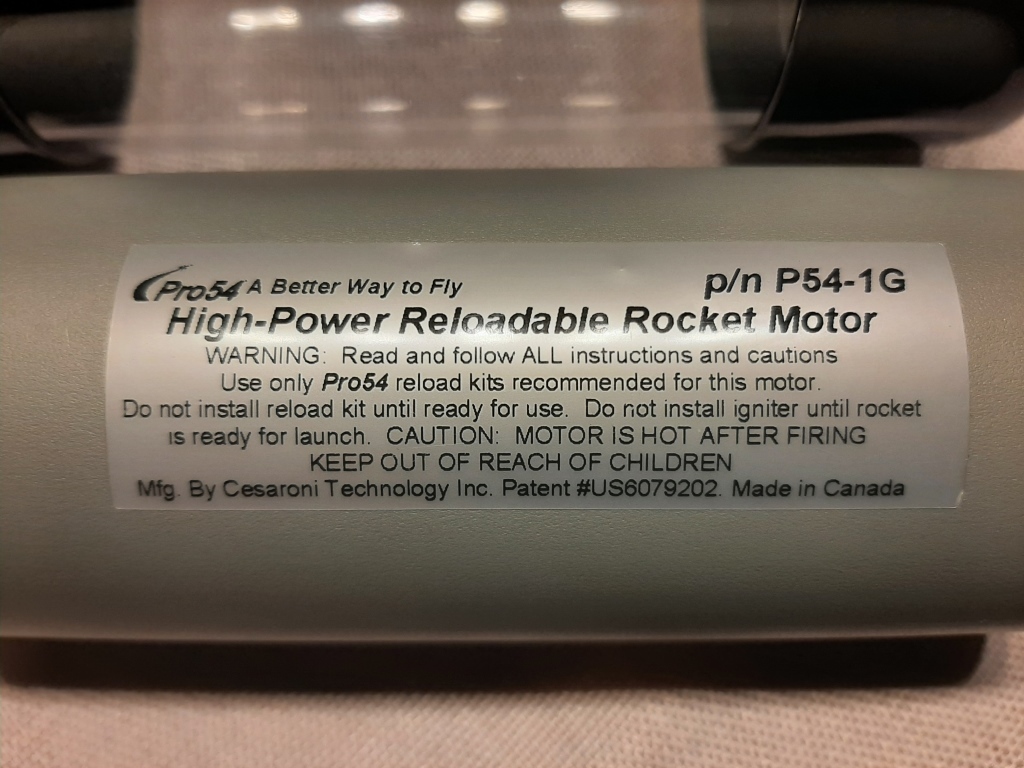 Pro54 A Better Way to Fly p/n P54-1G
High-Power Reloadable Rocket Motor
WARNING: Read and follow ALL instructions and cautions
Use only Pro54 reload kits recommended for this motor.
Do not install reload kit until ready for use. Do not install igniter until rocket
is ready for launch. CAUTION: MOTOR IS HOT AFTER FIRING
KEEP OUT OF REACH OF CHILDREN
Mfg. By Cesaroni Technology Inc. Patent #US6079202. Made in Canada